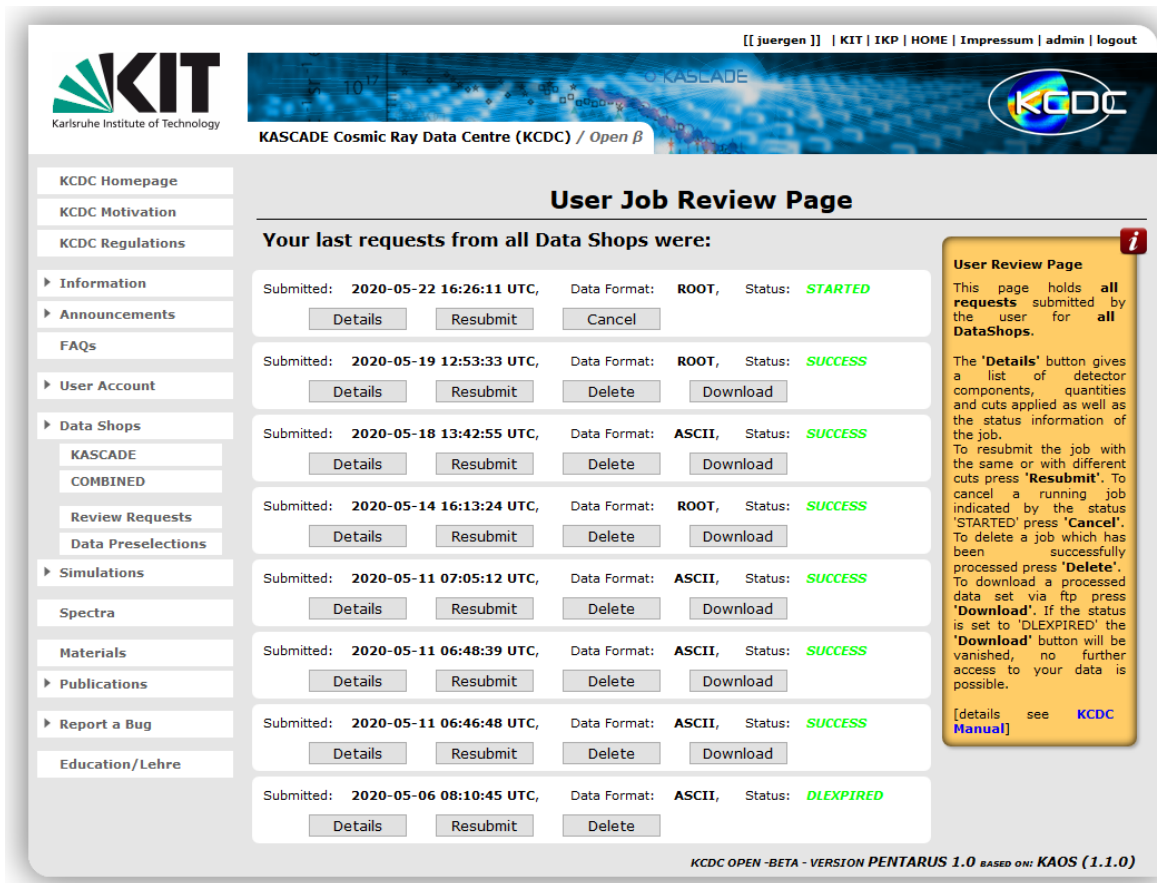 [[ juergen ]] | KIT | IKP | HOME | Impressum | admin | logout
KIT
Karlsruhe Institute of Technology
10¹⁷
KASCADE
KCDC
KASCADE Cosmic Ray Data Centre (KCDC) / Open β
KCDC Homepage
KCDC Motivation
KCDC Regulations
Information
Announcements
FAQs
User Account
Data Shops
KASCADE
COMBINED
Review Requests
Data Preselections
Simulations
Spectra
Materials
Publications
Report a Bug
Education/Lehre
User Job Review Page
Your last requests from all Data Shops were:
Submitted: 2020-05-22 16:26:11 UTC, Data Format: ROOT, Status: STARTED
Details Resubmit Cancel
Submitted: 2020-05-19 12:53:33 UTC, Data Format: ROOT, Status: SUCCESS
Details Resubmit Delete Download
Submitted: 2020-05-18 13:42:55 UTC, Data Format: ASCII, Status: SUCCESS
Details Resubmit Delete Download
Submitted: 2020-05-14 16:13:24 UTC, Data Format: ROOT, Status: SUCCESS
Details Resubmit Delete Download
Submitted: 2020-05-11 07:05:12 UTC, Data Format: ASCII, Status: SUCCESS
Details Resubmit Delete Download
Submitted: 2020-05-11 06:48:39 UTC, Data Format: ASCII, Status: SUCCESS
Details Resubmit Delete Download
Submitted: 2020-05-11 06:46:48 UTC, Data Format: ASCII, Status: SUCCESS
Details Resubmit Delete Download
Submitted: 2020-05-06 08:10:45 UTC, Data Format: ASCII, Status: DLEXPIRED
Details Resubmit Delete
i
User Review Page
This page holds all
requests submitted by
the user for all
DataShops.
The 'Details' button gives
a list of detector
components, quantities
and cuts applied as well as
the status information of
the job.
To resubmit the job with
the same or with different
cuts press 'Resubmit'. To
cancel a running job
indicated by the status
'STARTED' press 'Cancel'.
To delete a job which has
been successfully
processed press 'Delete'.
To download a processed
data set via ftp press
'Download'. If the status
is set to 'DLEXPIRED' the
'Download' button will be
vanished, no further
access to your data is
possible.
[details see KCDC
Manual]
KCDC OPEN -BETA - VERSION PENTARUS 1.0 BASED ON: KAOS (1.1.0)